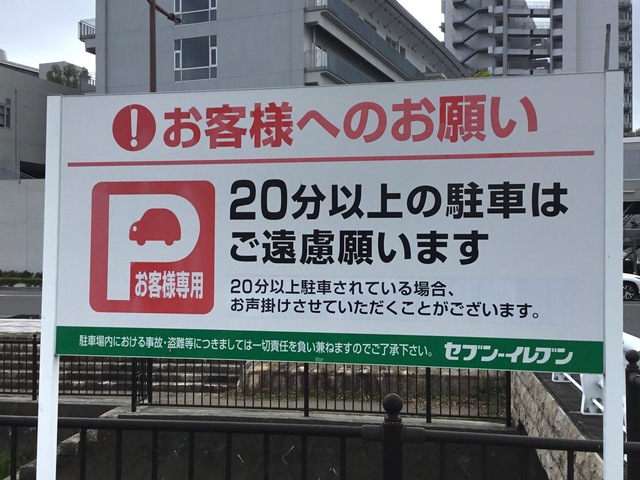 ！お客様へのお願い
P
お客様専用
20分以上の駐車は
ご遠慮願います
20分以上駐車されている場合、
お声掛けさせていただくことがございます。
駐車場内における事故・盗難等につきましては一切責任を負い兼ねますのでご了承下さい。 セブン-イレブン